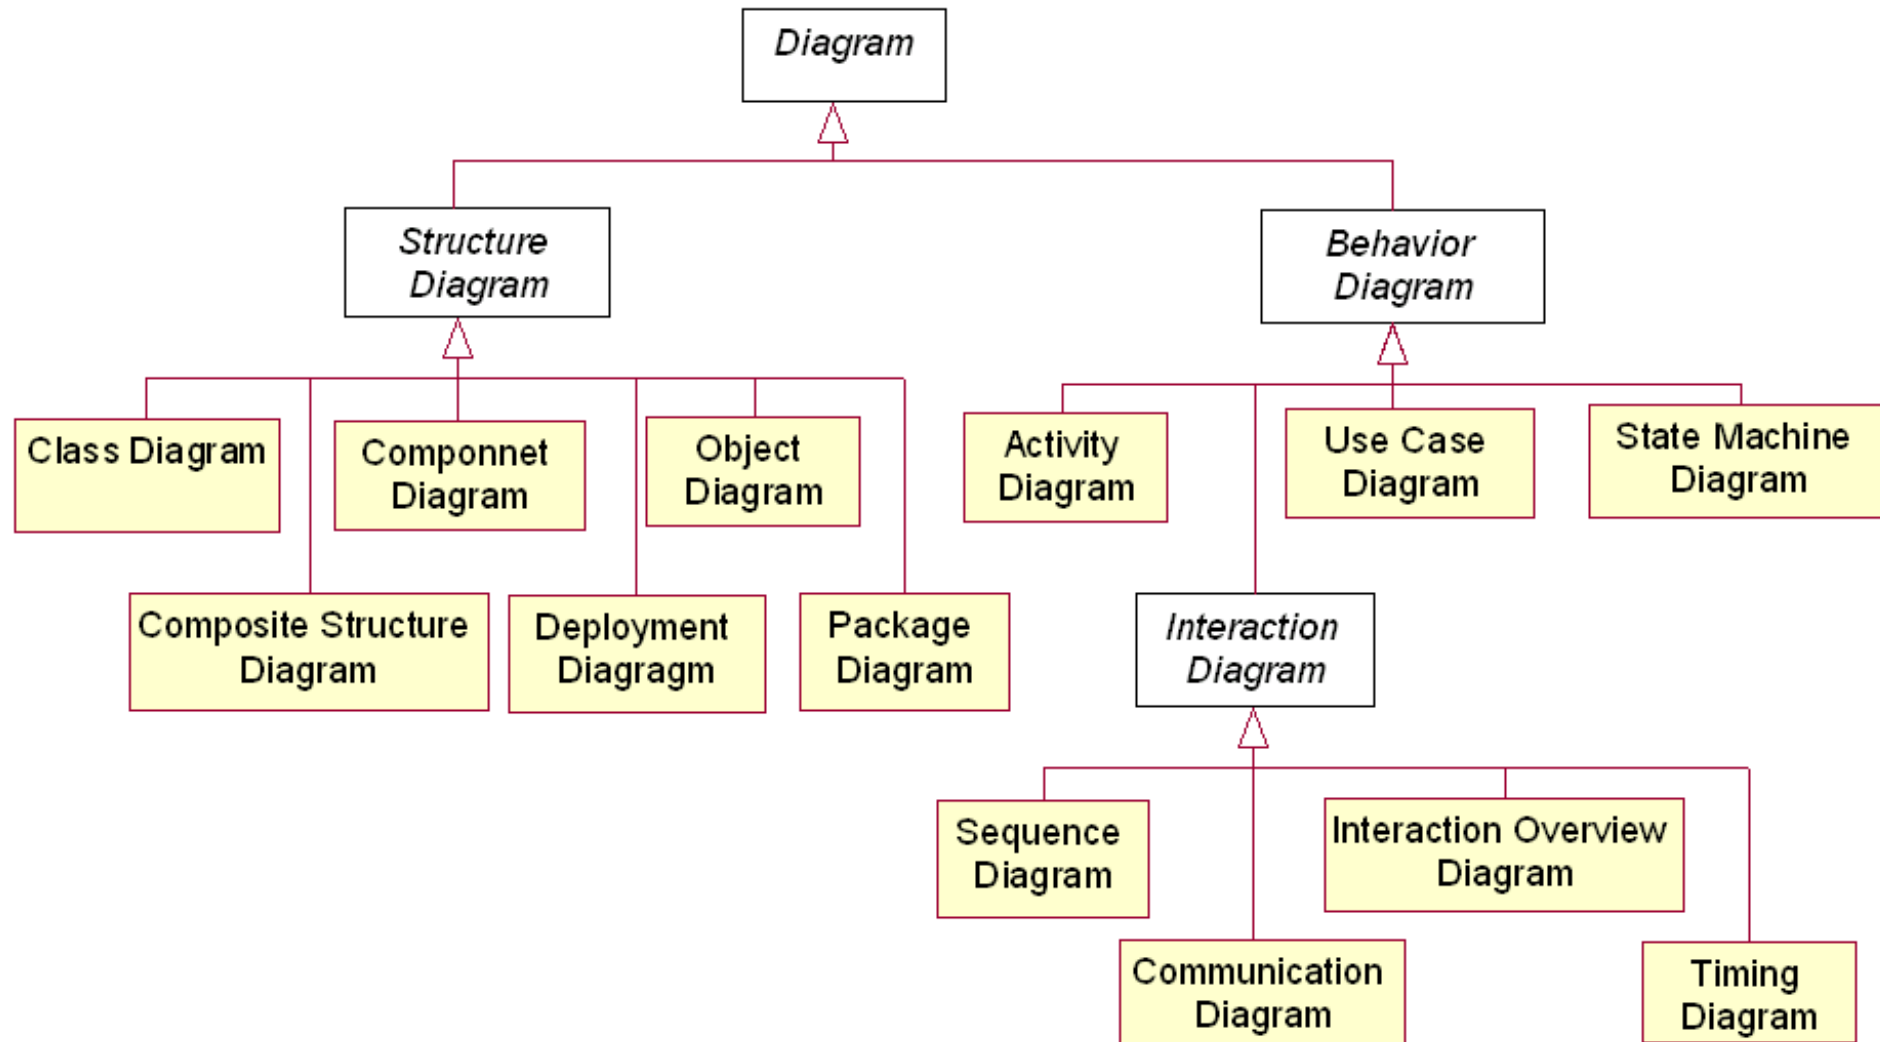 Diagram
Structure
Diagram
Behavior
Diagram
Class Diagram
Componnet
Diagram
Object
Diagram
Activity
Diagram
Use Case
Diagram
State Machine
Diagram
Composite Structure
Diagram
Deployment
Diagragm
Package
Diagram
Interaction
Diagram
Sequence
Diagram
Interaction Overview
Diagram
Communication
Diagram
Timing
Diagram